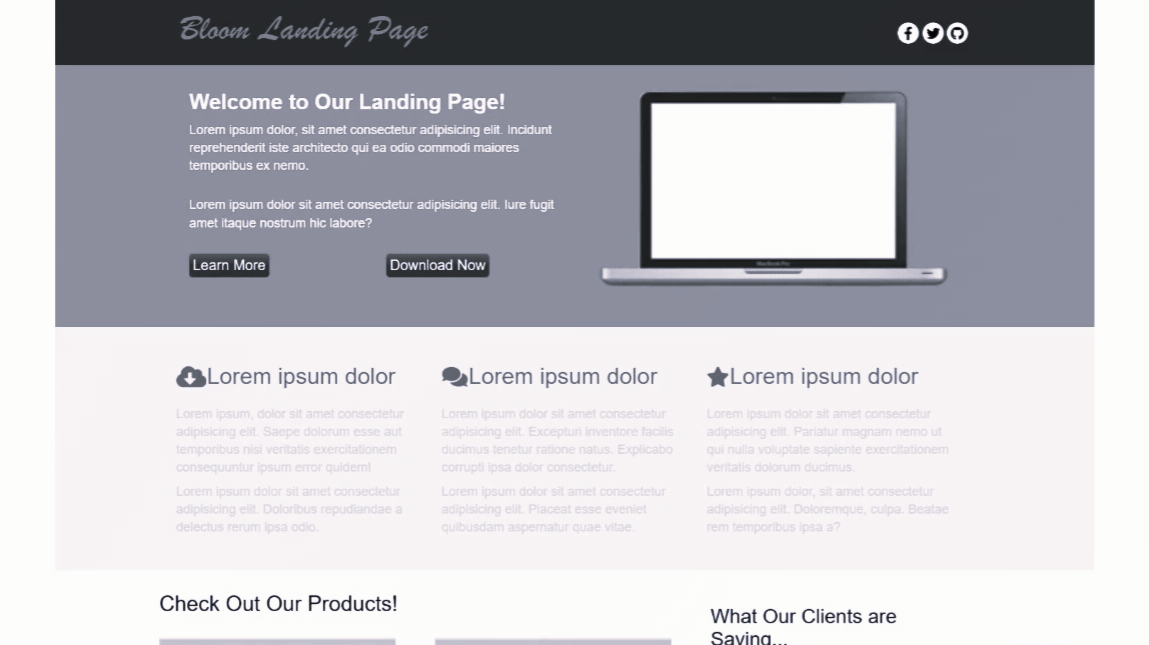 Bloom Landing Page
Welcome to Our Landing Page!
Lorem ipsum dolor, sit amet consectetur adipisicing elit. Incidunt
reprehenderit iste architecto qui ea odio commodi maiores
temporibus ex nemo.
Lorem ipsum dolor sit amet consectetur adipisicing elit. Iure fugit
amet itaque nostrum hic labore?
Learn More
Download Now
MacBook Pro
Lorem ipsum dolor
Lorem ipsum, dolor sit amet consectetur
adipisicing elit. Saepe dolorum esse aut
temporibus nisi veritatis exercitationem
consequuntur ipsum error quidem!
Lorem ipsum dolor sit amet consectetur
adipisicing elit. Doloribus repudiandae a
delectus rerum ipsa odio.
Lorem ipsum dolor
Lorem ipsum dolor sit amet consectetur
adipisicing elit. Excepturi inventore facilis
ducimus tenetur ratione natus. Explicabo
corrupti ipsa dolor consectetur.
Lorem ipsum dolor sit amet consectetur
adipisicing elit. Placeat esse eveniet
quibusdam aspernatur quae vitae.
Lorem ipsum dolor
Lorem ipsum dolor sit amet consectetur
adipisicing elit. Pariatur magnam nemo ut
qui nulla voluptate sapiente exercitationem
veritatis dolorum ducimus.
Lorem ipsum dolor, sit amet consectetur
adipisicing elit. Doloremque, culpa. Beatae
rem temporibus ipsa a?
Check Out Our Products!
What Our Clients are
Saying...